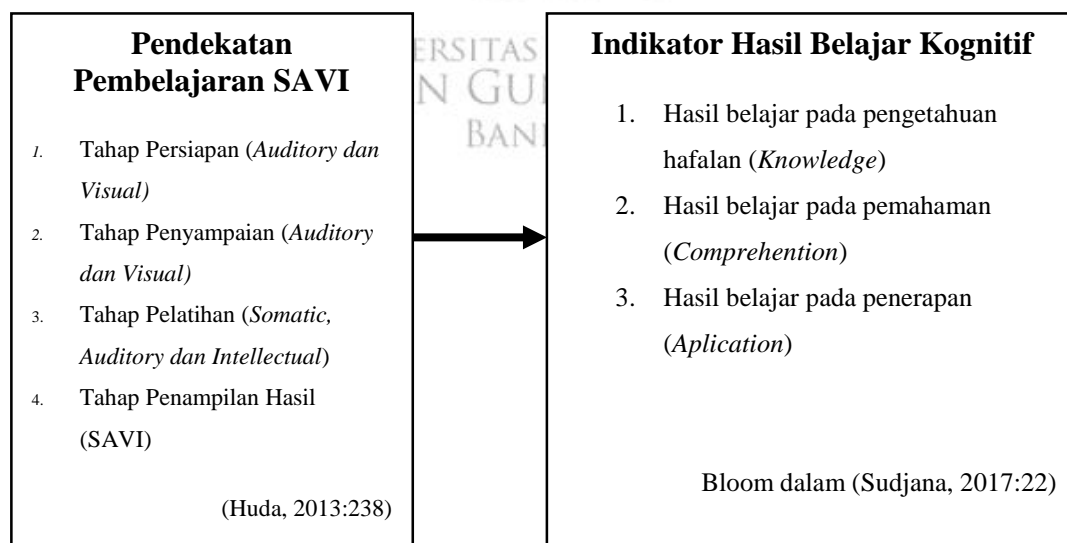 Pendekatan
Pembelajaran SAVI
1. Tahap Persiapan (Auditory dan
Visual)
2. Tahap Penyampaian (Auditory
dan Visual)
3. Tahap Pelatihan (Somatic,
Auditory dan Intellectual)
4. Tahap Penampilan Hasil
(SAVI)
(Huda, 2013:238)
ERSITAS
N GU
BAN
Indikator Hasil Belajar Kognitif
1. Hasil belajar pada pengetahuan
hafalan (Knowledge)
2. Hasil belajar pada pemahaman
(Comprehention)
3. Hasil belajar pada penerapan
(Aplication)
Bloom dalam (Sudjana, 2017:22)